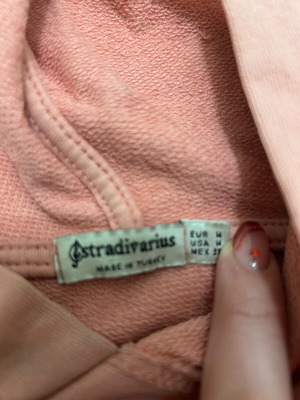 stradivarius
MADE IN TURKEY
EUR M
USA M
MEX